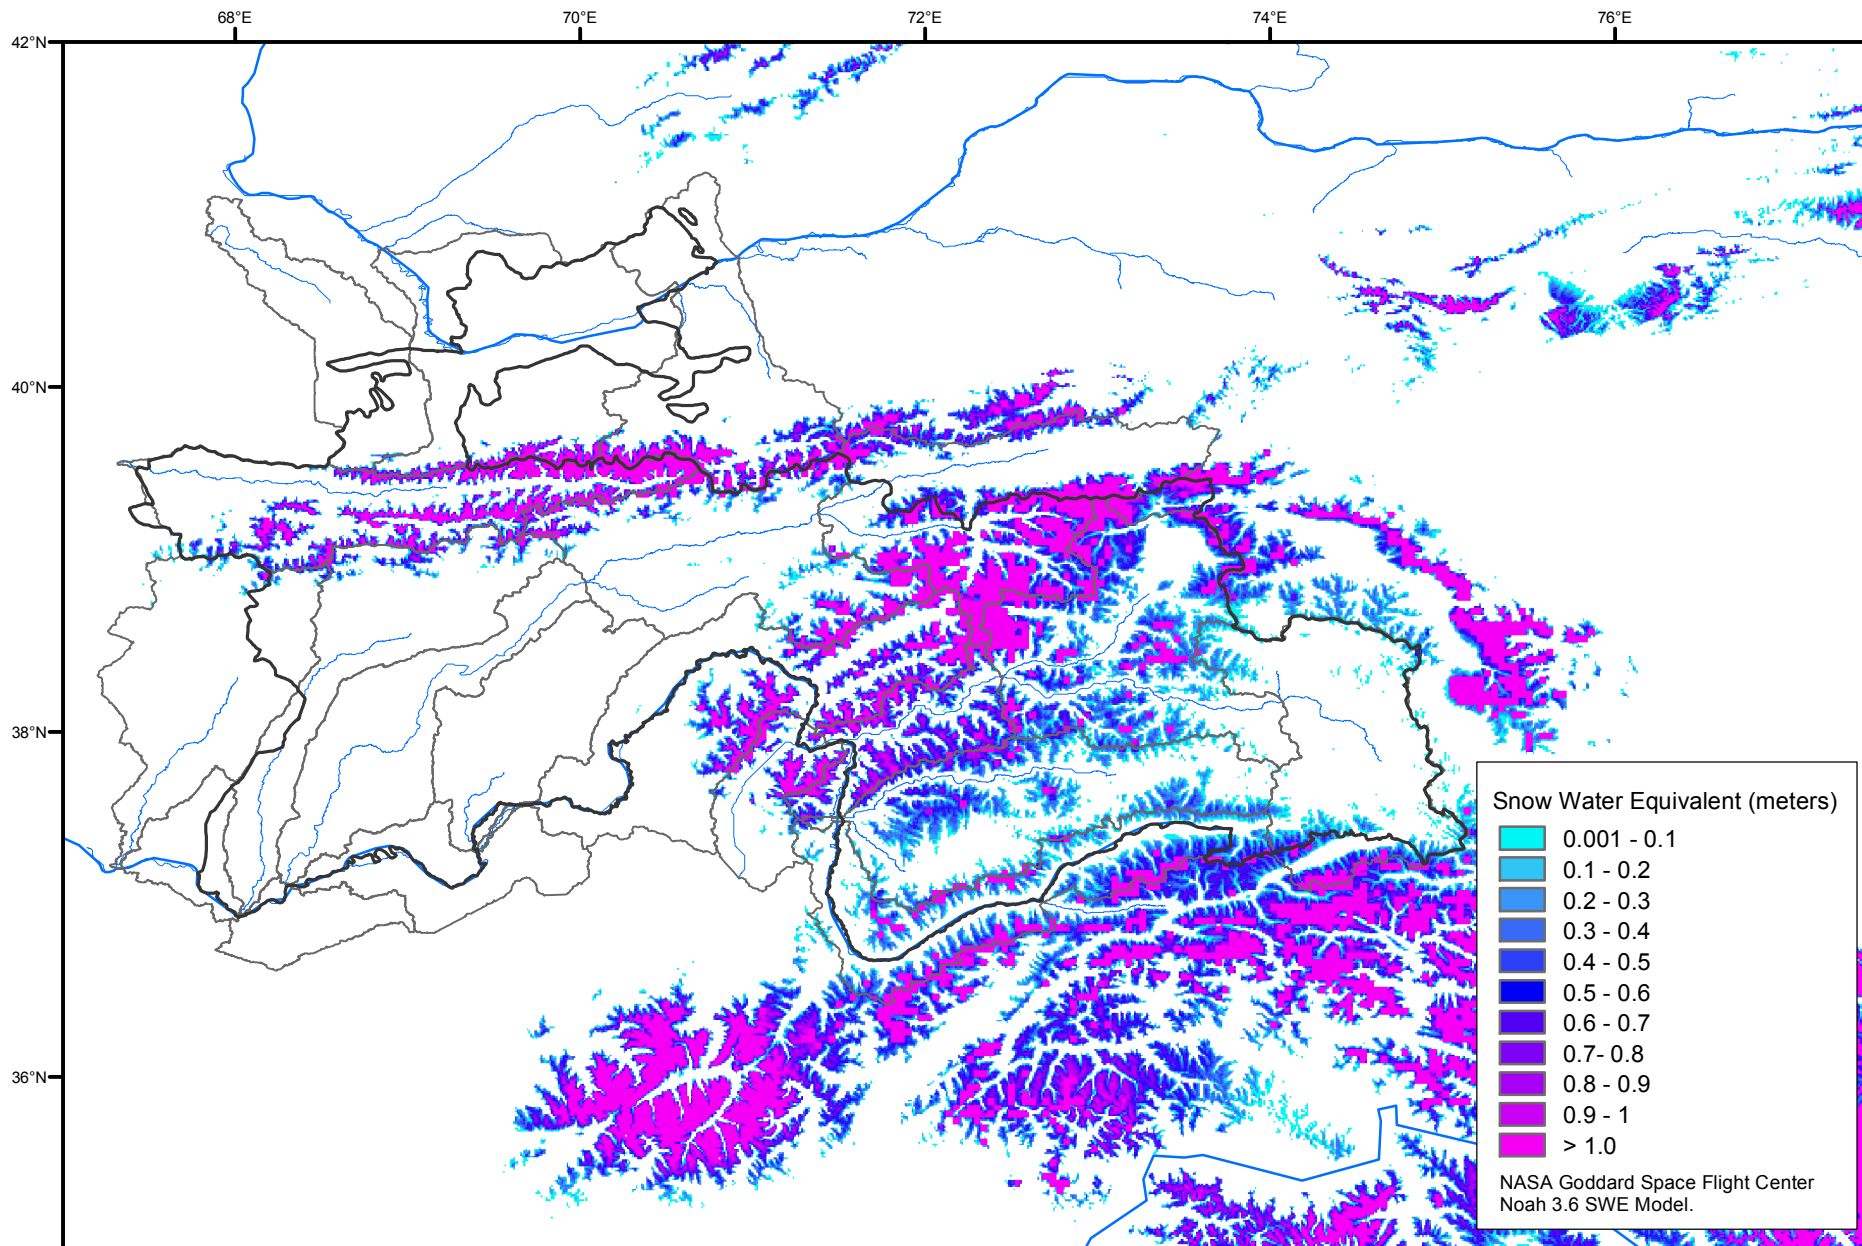 68°E
70°E
72°E
74°E
76°E
42°N
40°N
38°N
36°N
Snow Water Equivalent (meters)
0.001 - 0.1
0.1 - 0.2
0.2 - 0.3
0.3 - 0.4
0.4 - 0.5
0.5 - 0.6
0.6 - 0.7
0.7- 0.8
0.8 - 0.9
0.9 - 1
> 1.0
NASA Goddard Space Flight Center
Noah 3.6 SWE Model.